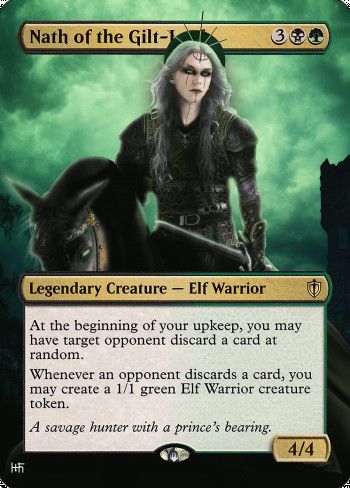 Nath of the Gilt-L
3
Legendary Creature — Elf Warrior
At the beginning of your upkeep, you may
have target opponent discard a card at
random.
Whenever an opponent discards a card, you
may create a 1/1 green Elf Warrior creature
token.
A savage hunter with a prince's bearing.
4/4